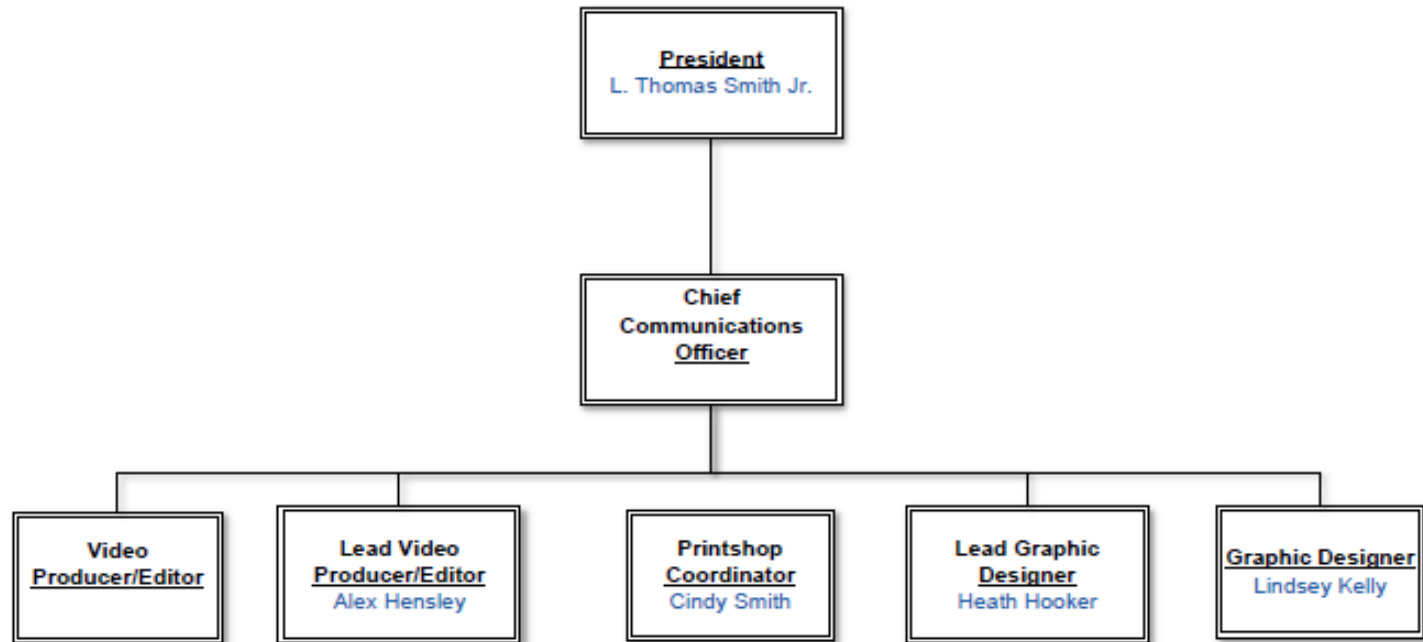 President
L. Thomas Smith Jr.
Chief
Communications
Officer
Video
Producer/Editor
Lead Video
Producer/Editor
Alex Hensley
Printshop
Coordinator
Cindy Smith
Lead Graphic
Designer
Heath Hooker
Graphic Designer
Lindsey Kelly